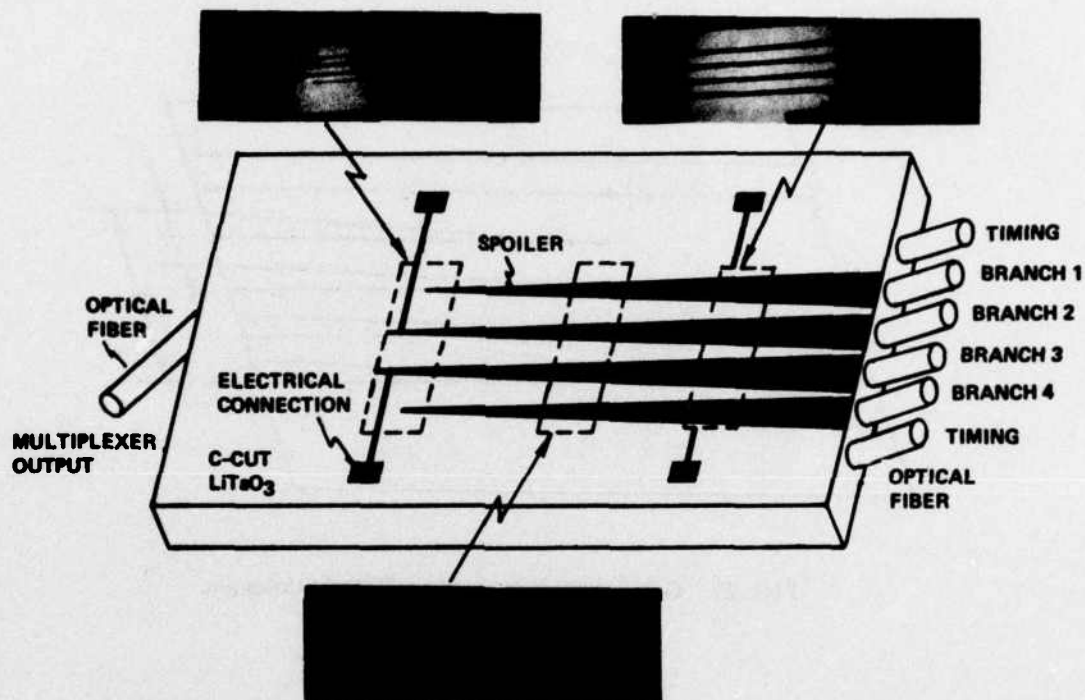 SPOILER
TIMING
BRANCH 1
BRANCH 2
BRANCH 3
BRANCH 4
TIMING
OPTICAL
FIBER
OPTICAL
FIBER
ELECTRICAL
CONNECTION
MULTIPLEXER
OUTPUT
C-CUT
LiTaO3